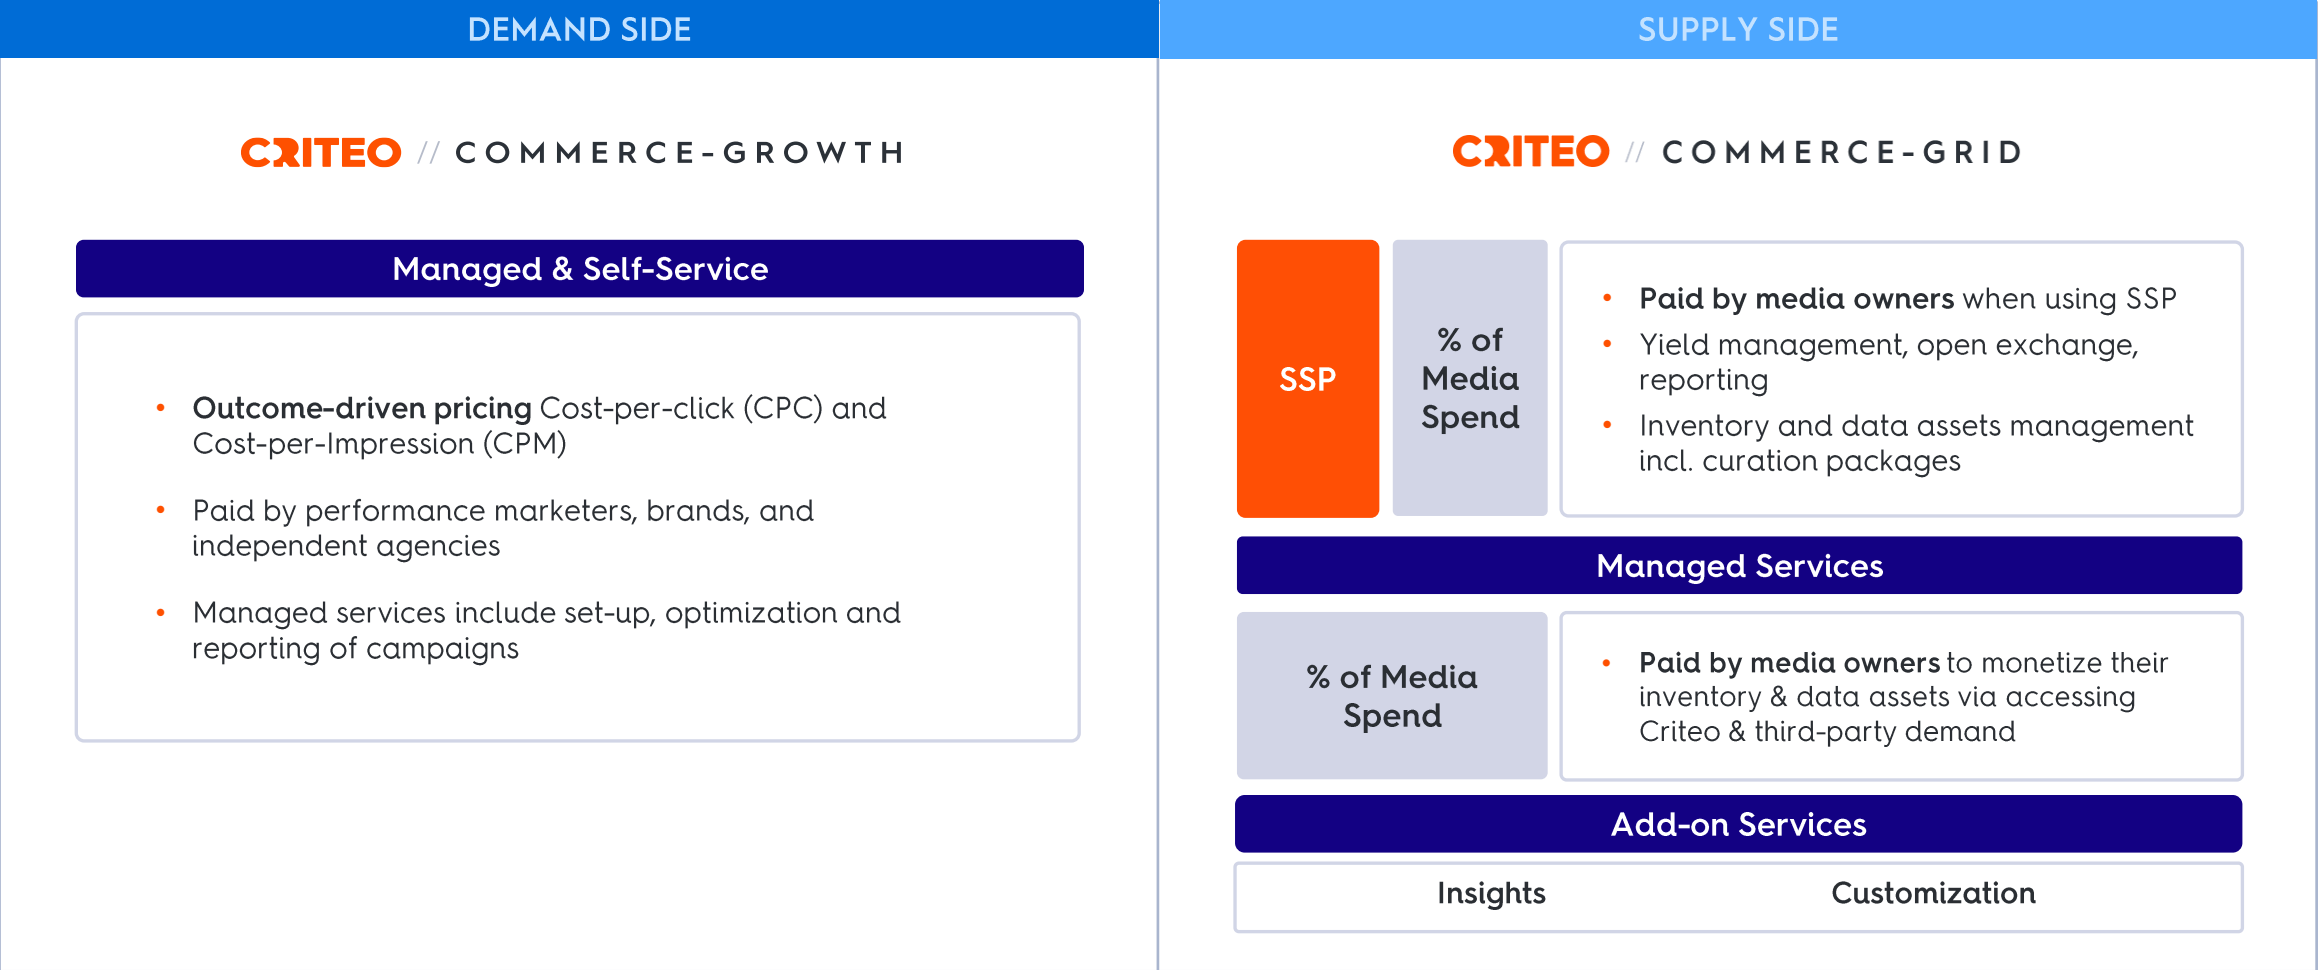 DEMAND SIDE
CRITEO // COMMERCE-GROWTH
Managed & Self-Service
• Outcome-driven pricing Cost-per-click (CPC) and
Cost-per-Impression (CPM)
• Paid by performance marketers, brands, and
independent agencies
• Managed services include set-up, optimization and
reporting of campaigns
SUPPLY SIDE
CRITEO // COMMERCE-GRID
SSP
% of
Media
Spend
• Paid by media owners when using SSP
• Yield management, open exchange,
reporting
• Inventory and data assets management
incl. curation packages
Managed Services
% of Media
Spend
• Paid by media owners to monetize their
inventory & data assets via accessing
Criteo & third-party demand
Add-on Services
Insights
Customization